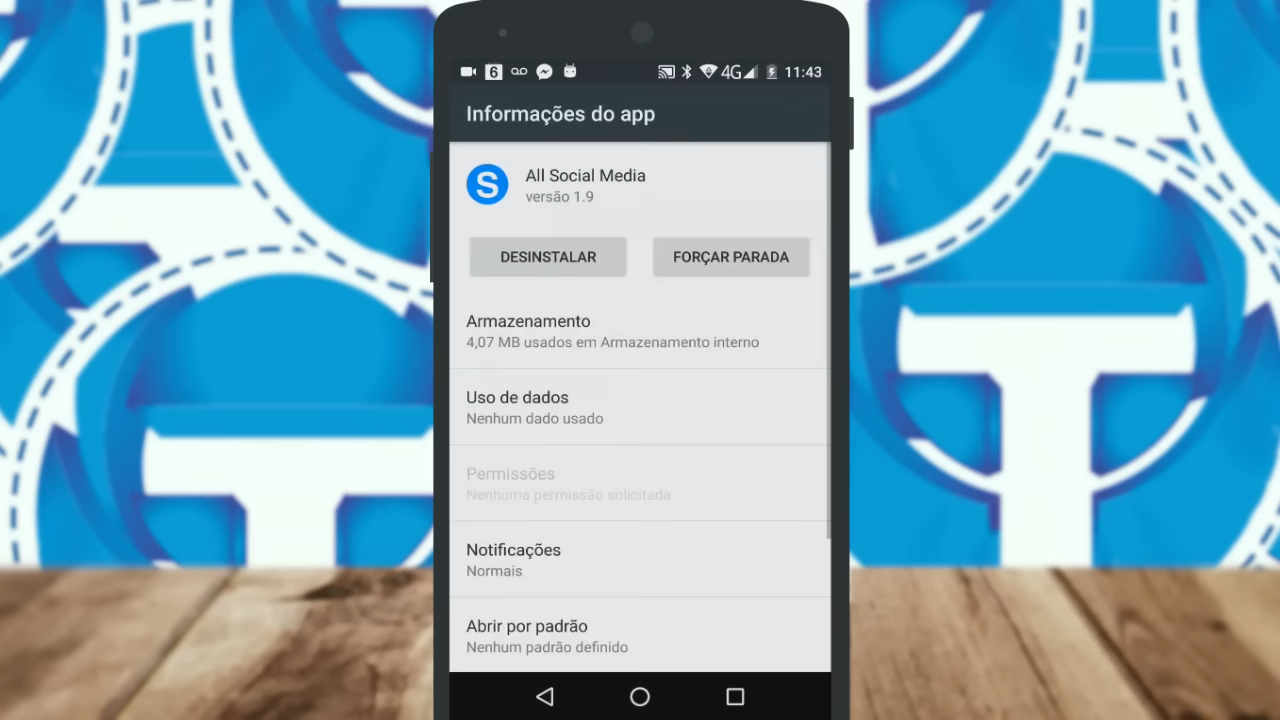 6
4G
11:43
Informações do app
S
All Social Media
versão 1.9
DESINSTALAR
FORÇAR PARADA
Armazenamento
4,07 MB usados em Armazenamento interno
Uso de dados
Nenhum dado usado
Permissões
Nenhuma permissão solicitada
Notificações
Normais
Abrir por padrão
Nenhum padrão definido